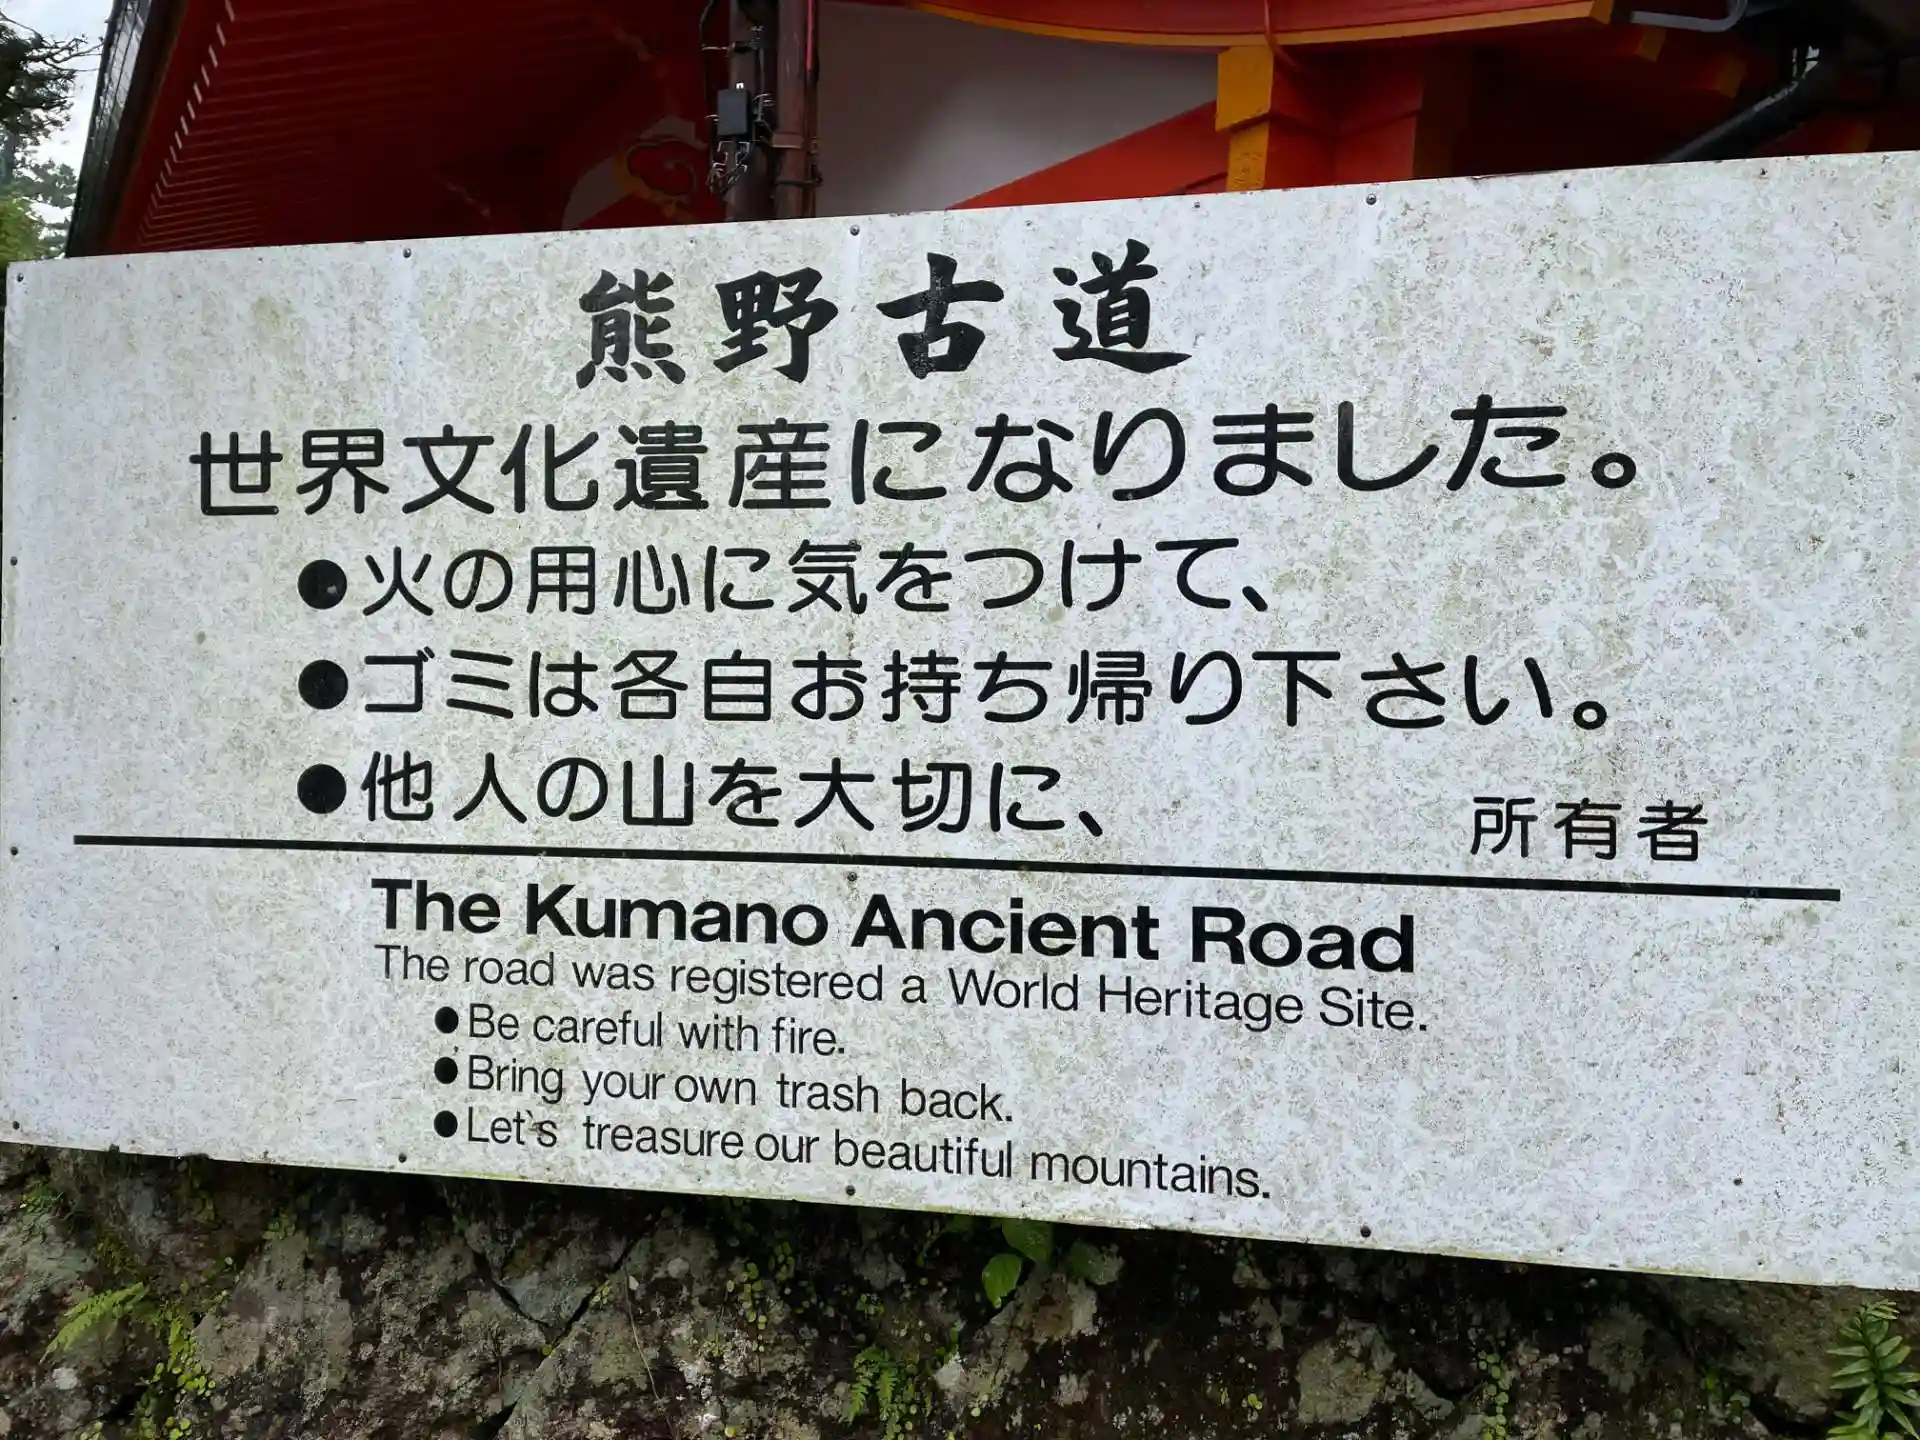 熊野古道
世界文化遺産になりました。
●火の用心に気をつけて、
●ゴミは各自お持ち帰り下さい。
●他人の山を大切に、
所有者
The Kumano Ancient Road
The road was registered a World Heritage Site.
●Be careful with fire.
●Bring your own trash back.
●Let`s treasure our beautiful mountains.